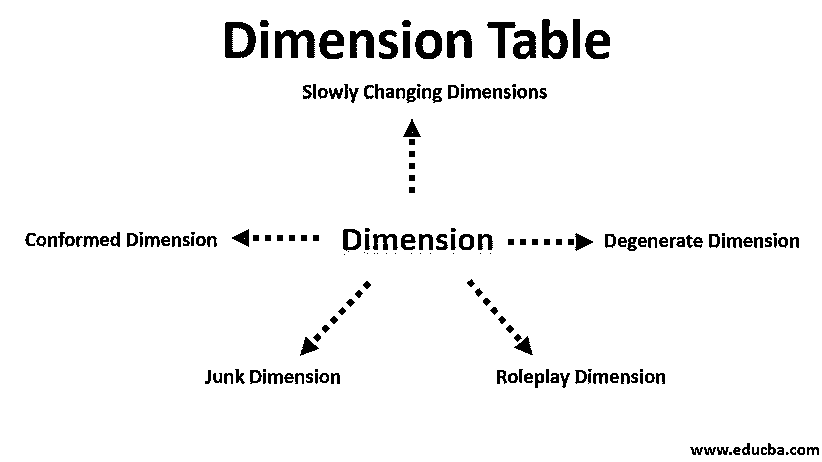 Dimension Table
Slowly Changing Dimensions
Conformed Dimension
Dimension
Degenerate Dimension
Junk Dimension
Roleplay Dimension
www.educba.com